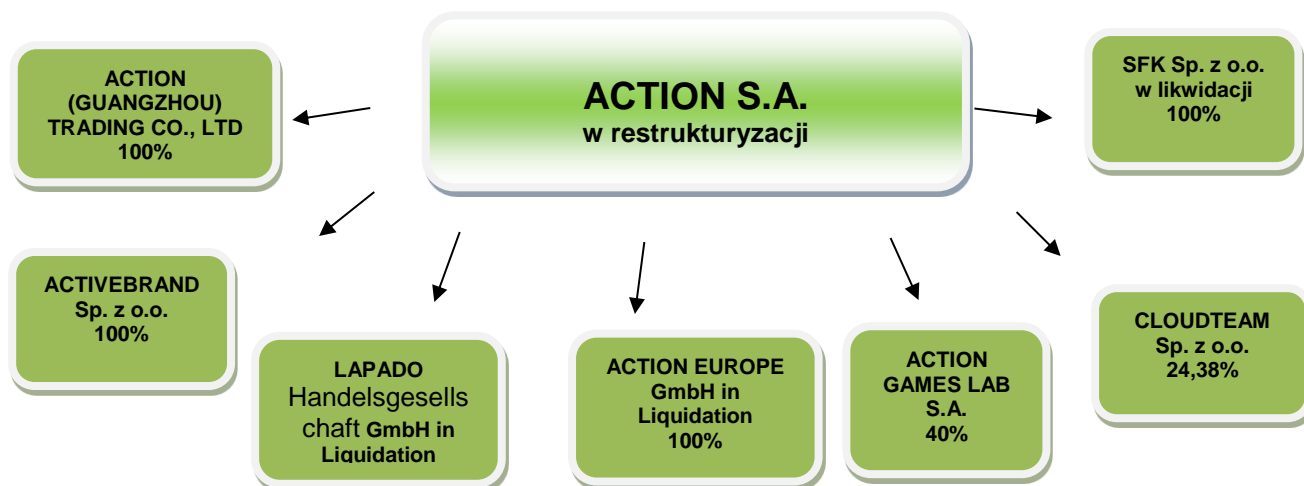 ACTION S.A.
w restrukturyzacji
ACTION
(GUANGZHOU)
TRADING CO., LTD
100%
SFK Sp. z o.o.
w likwidacji
100%
ACTIVEBRAND
Sp. z o.o.
100%
LAPADO
Handelsgesells
chaft GmbH in
Liquidation
ACTION EUROPE
GmbH in
Liquidation
100%
ACTION
GAMES LAB
S.A.
40%
CLOUDTEAM
Sp. z o.o.
24,38%